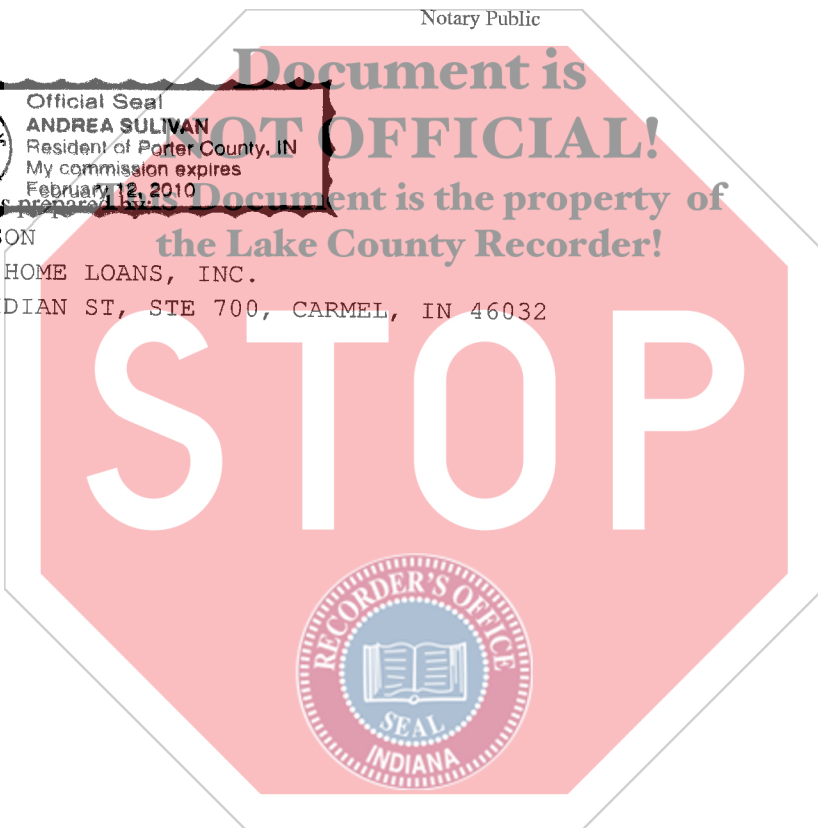 Notary Public
Document is
NOT OFFICIAL!
Official Seal
ANDREA SULIVAN
Resident of Porter County, IN
My commission expires
February 12, 2010
This Document is the property of
s prepared by:
the Lake County Recorder!
SON
HOME LOANS, INC.
DIAN ST, STE 700, CARMEL, IN 46032
STOP
RECORDER'S OFFICE
SEAL
INDIANA